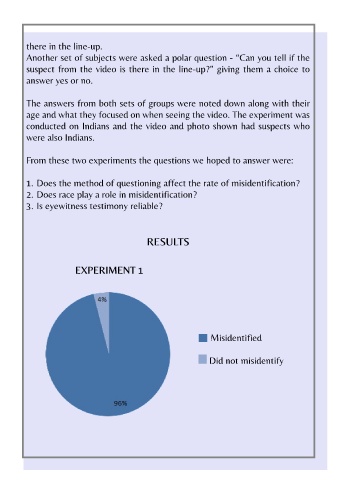 there in the line-up.
Another set of subjects were asked a polar question - "Can you tell if the
suspect from the video is there in the line-up?" giving them a choice to
answer yes or no.
The answers from both sets of groups were noted down along with their
age and what they focused on when seeing the video. The experiment was
conducted on Indians and the video and photo shown had suspects who
were also Indians.
From these two experiments the questions we hoped to answer were:
1. Does the method of questioning affect the rate of misidentification?
2. Does race play a role in misidentification?
3. Is eyewitness testimony reliable?
RESULTS
EXPERIMENT 1
4%
Misidentified
Did not misidentify
96%